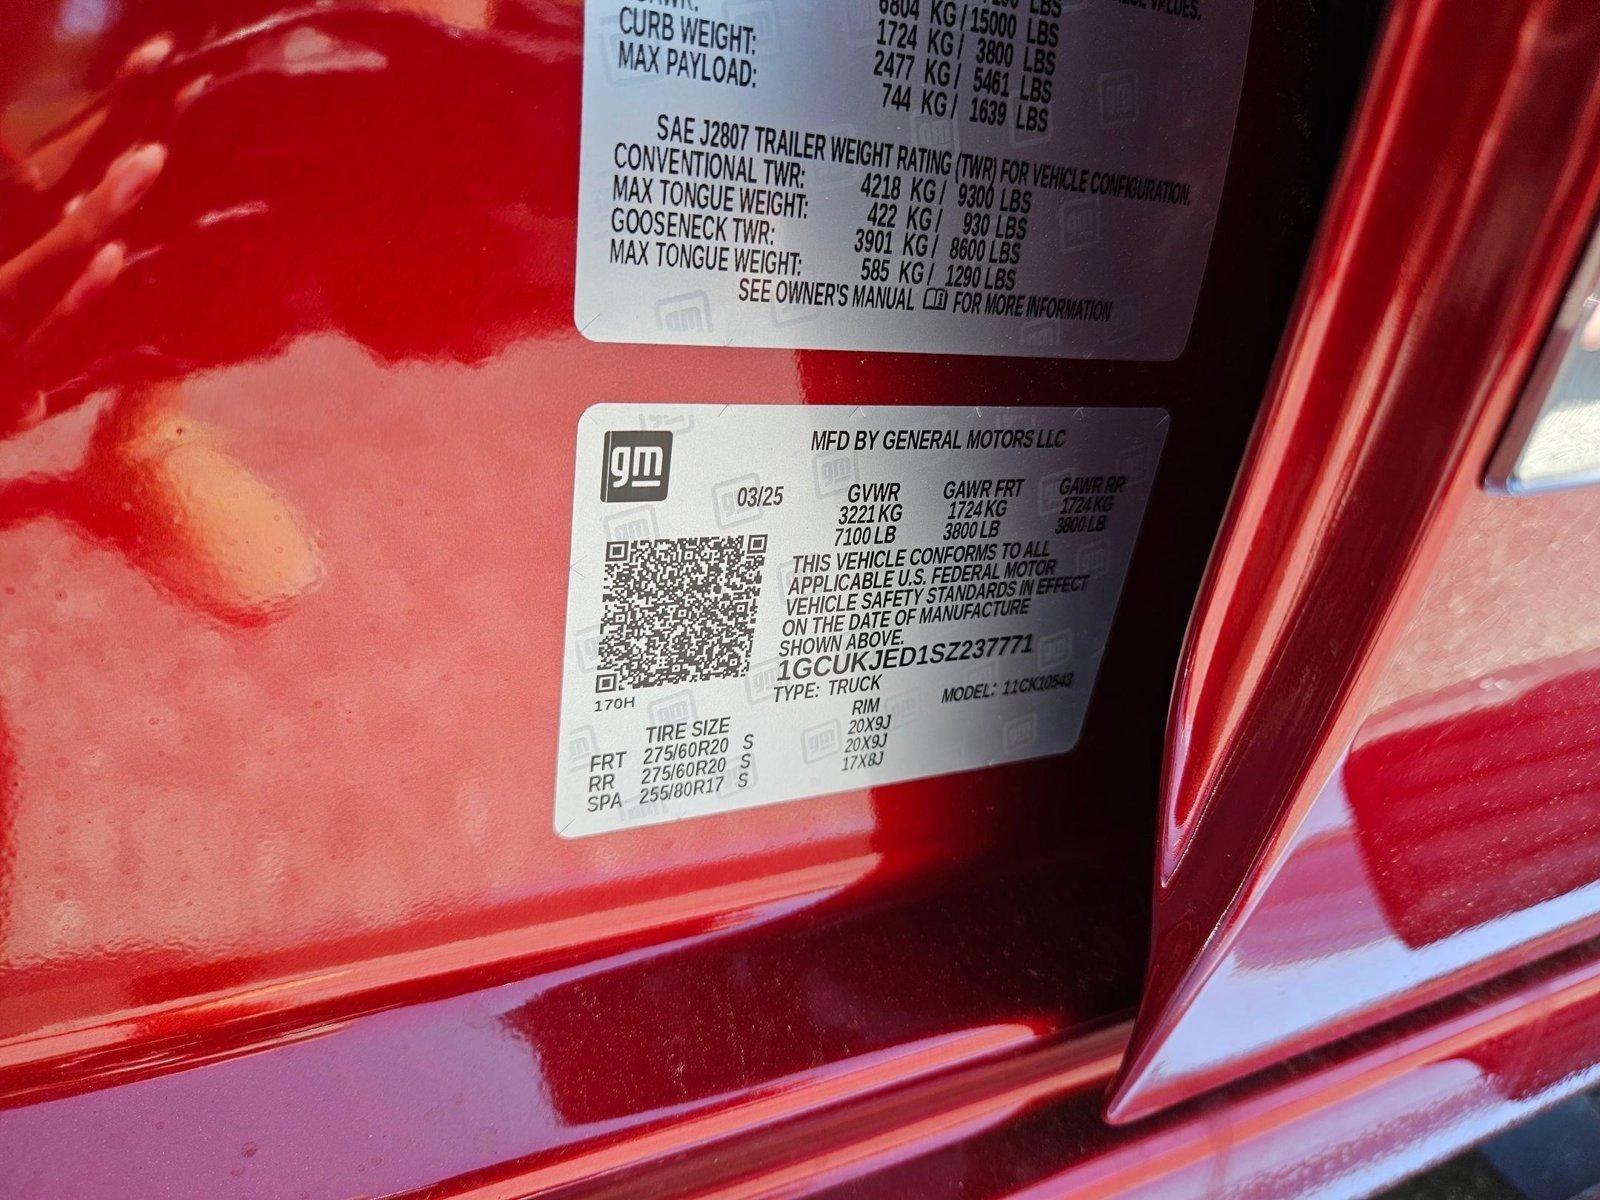 LBS
6804 KG/ 15000 LBS
CURB WEIGHT: 1724 KG/ 3800 LBS
MAX PAYLOAD: 2477 KG/ 5461 LBS
744 KG/ 1639 LBS
SAE J2807 TRAILER WEIGHT RATING (TWR) FOR VEHICLE CONFIGURATION.
CONVENTIONAL TWR: 4218 KG/ 9300 LBS
MAX TONGUE WEIGHT: 422 KG/ 930 LBS
GOOSENECK TWR: 3901 KG/ 8600 LBS
MAX TONGUE WEIGHT: 585 KG/ 1290 LBS
SEE OWNER'S MANUAL FOR MORE INFORMATION
gm
MFD BY GENERAL MOTORS LLC
03/25 GVWR GAWR FRT GAWR RR
3221 KG 1724 KG 1724 KG
7100 LB 3800 LB 3800 LB
THIS VEHICLE CONFORMS TO ALL
APPLICABLE U.S. FEDERAL MOTOR
VEHICLE SAFETY STANDARDS IN EFFECT
ON THE DATE OF MANUFACTURE
SHOWN ABOVE.
1GCUKJED1SZ237771
TYPE: TRUCK MODEL: 11CK10543
170H
TIRE SIZE RIM
FRT 275/60R20 S 20X9J
RR 275/60R20 S 20X9J
SPA 255/80R17 S 17X8J